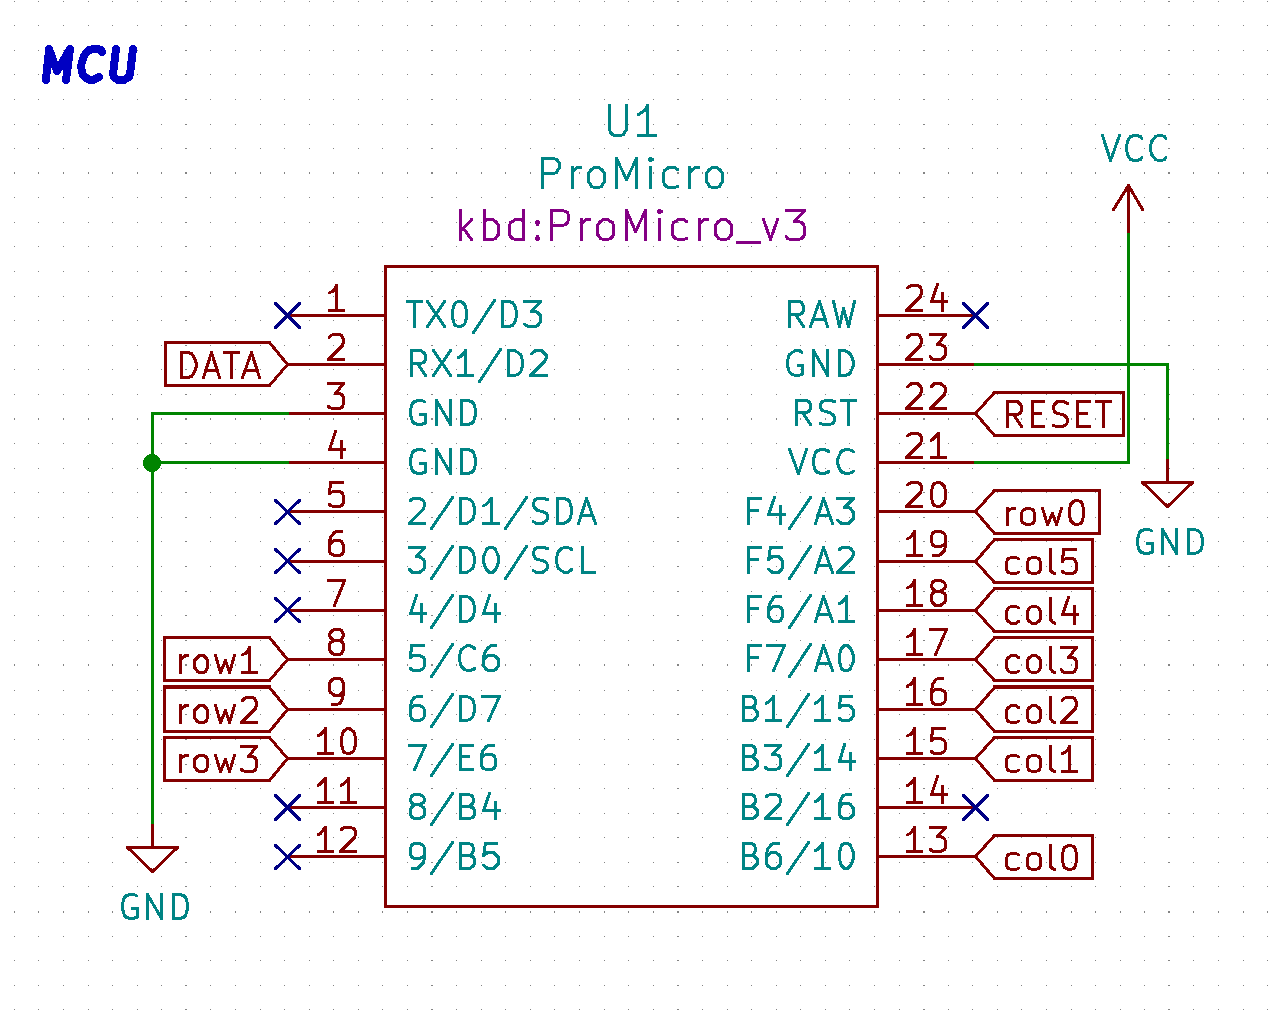 MCU
U1
ProMicro
kbd:ProMicro_v3
VCC
1 TX0/D3 RAW 24
DATA 2 RX1/D2 GND 23
3 GND RST 22 RESET
4 GND VCC 21
5 2/D1/SDA F4/A3 20 row0
GND
6 3/D0/SCL F5/A2 19 col5
7 4/D4 F6/A1 18 col4
row1 8 5/C6 F7/A0 17 col3
row2 9 6/D7 B1/15 16 col2
row3 10 7/E6 B3/14 15 col1
11 8/B4 B2/16 14
12 9/B5 B6/10 13 col0
GND